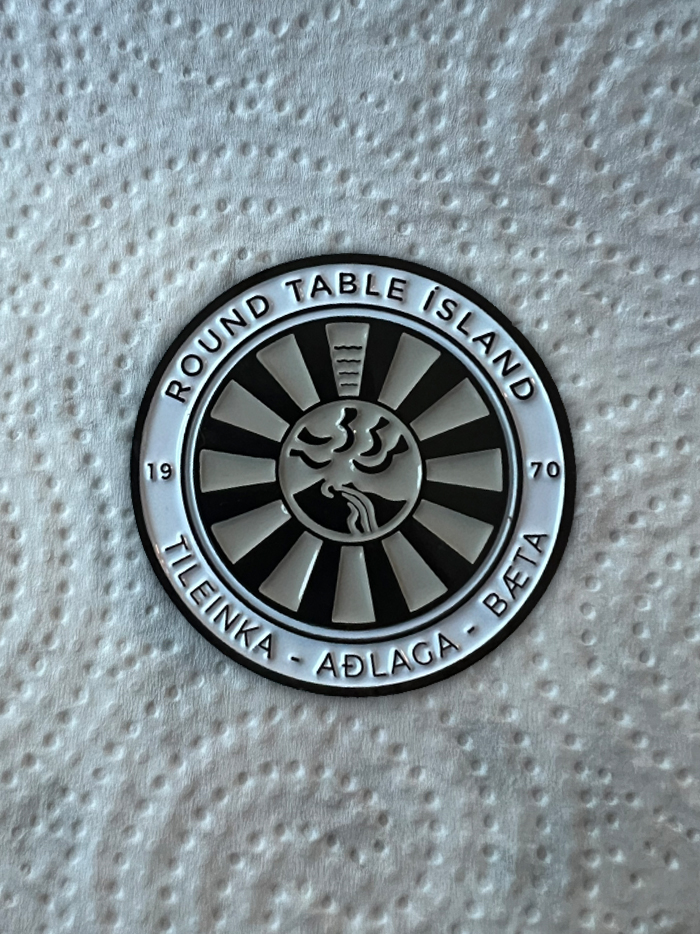 ROUND TABLE ÍSLAND
19 70
TILEINKA - AÐLAGA - BÆTA